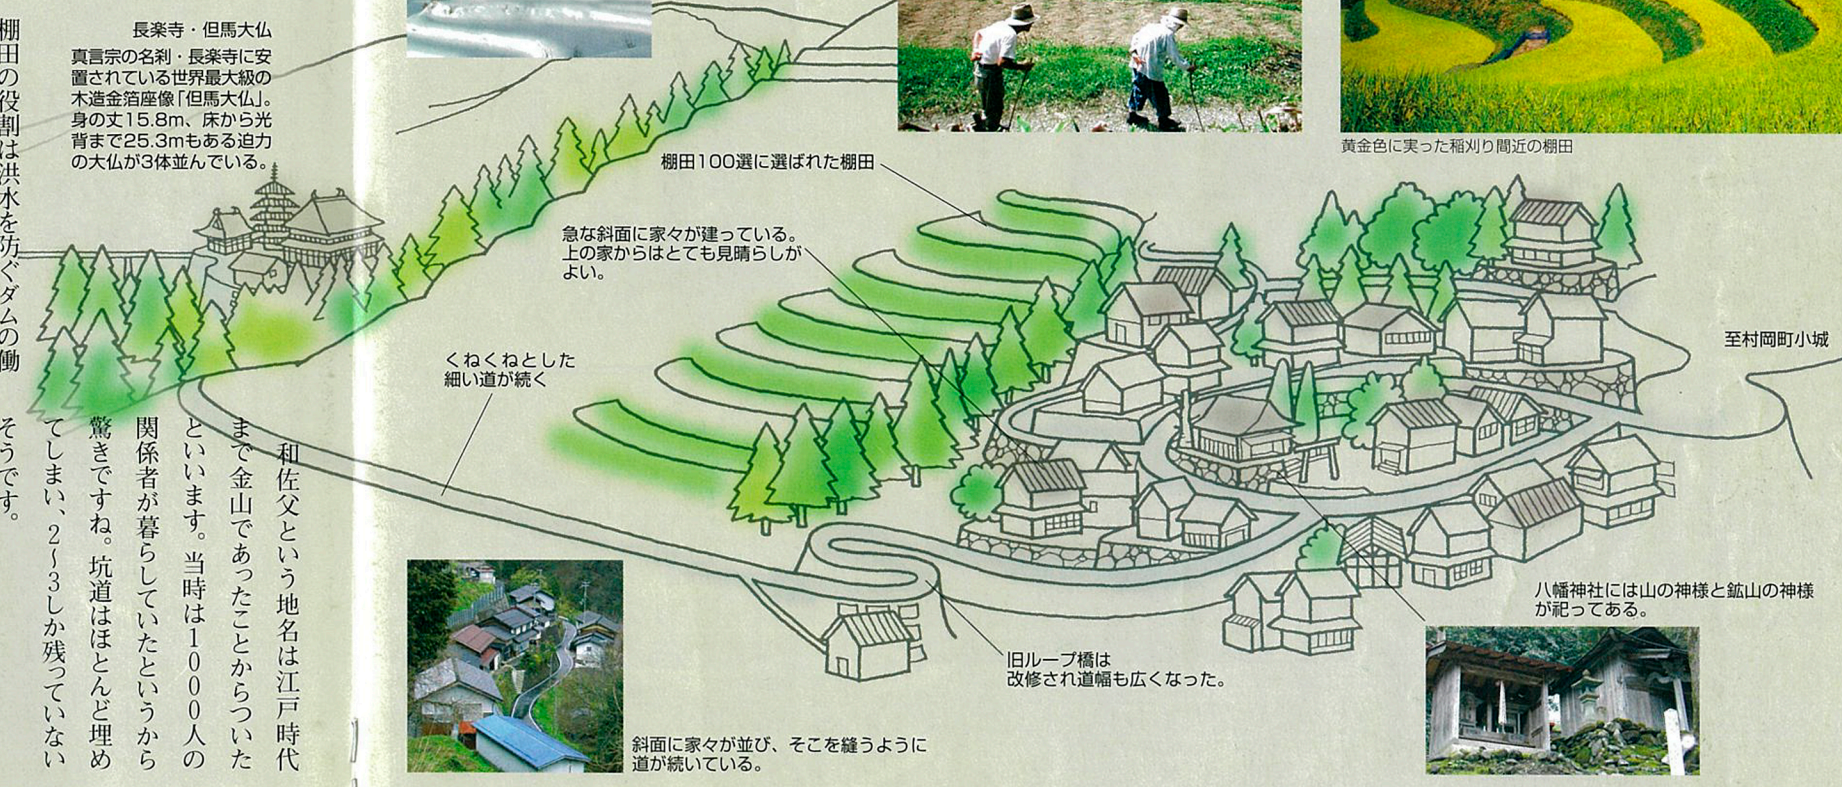 長楽寺・但馬大仏
真言宗の名刹・長楽寺に安
置されている世界最大級の
木造金箔座像「但馬大仏」。
身の丈15.8m、床から光
背まで25.3mもある迫力
の大仏が3体並んでいる。
棚田の役割は洪水を防ぐダムの働
棚田100選に選ばれた棚田
黄金色に実った稲刈り間近の棚田
急な斜面に家々が建っている。
上の家からはとても見晴らしが
よい。
至村岡町小城
くねくねとした
細い道が続く
和佐父という地名は江戸時代
まで金山であったことからついた
といいます。当時は1000人の
関係者が暮らしていたというから
驚きですね。坑道はほとんど埋め
てしまい、2〜3しか残っていない
そうです。
八幡神社には山の神様と鉱山の神様
が祀ってある。
旧ループ橋は
改修され道幅も広くなった。
斜面に家々が並び、そこを縫うように
道が続いている。